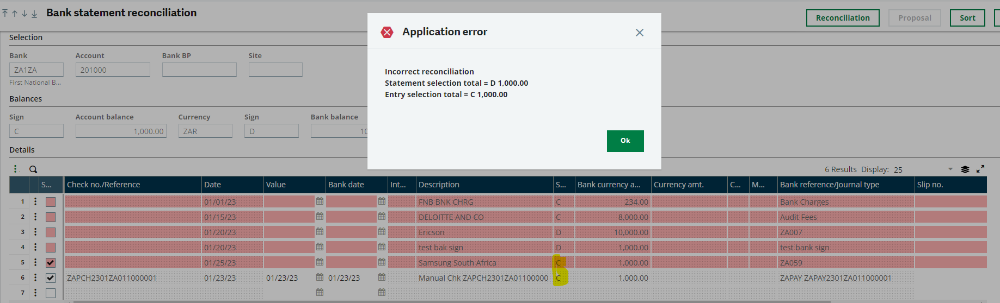 Bank statement reconciliation
Reconciliation Proposal Sort
Application error
Incorrect reconciliation
Statement selection total = D 1,000.00
Entry selection total = C 1,000.00
Ok
Selection
Bank Account Bank BP Site
ZA1ZA 201000
First National B...
Balances
Sign Account balance Currency Sign Bank balance
C 1,000.00 ZAR D 10
Details
6 Results Display: 25
S... Check no./Reference Date Value Bank date Int... Description S... Bank currency a... Currency amt. C... M... Bank reference/Journal type Slip no.
1 01/01/23 FNB BNK CHRG C 234.00 Bank Charges
2 01/15/23 DELOITTE AND CO C 8,000.00 Audit Fees
3 01/20/23 Ericson D 10,000.00 ZA007
4 01/20/23 test bak sign D 1,000.00 test bank sign
5 01/25/23 Samsung South Africa C 1,000.00 ZA059
6 ZAPCH2301ZA011000001 01/23/23 01/23/23 01/23/23 Manual Chk ZAPCH2301ZA01100000 C 1,000.00 ZAPAY ZAPAY2301ZA011000001
7